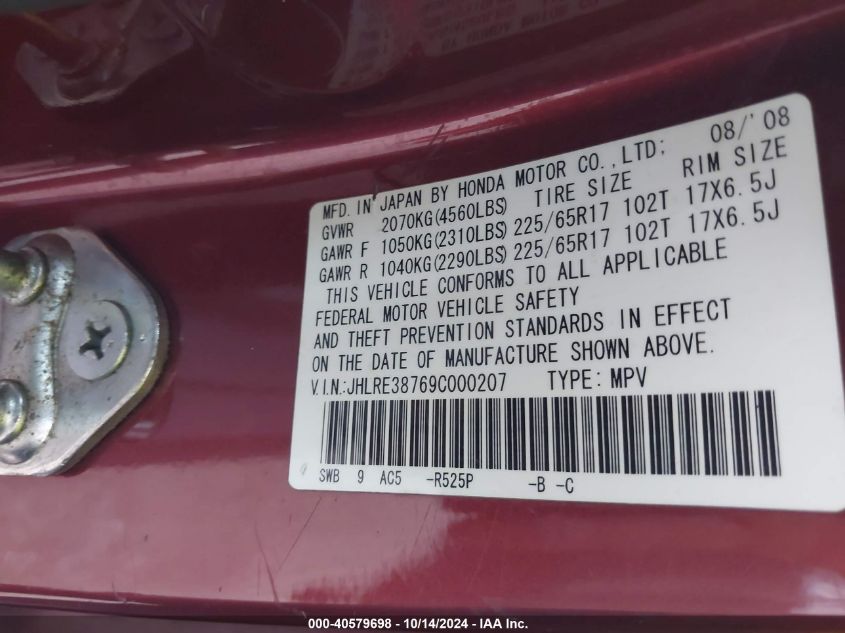 MFD. IN JAPAN BY HONDA MOTOR CO.,LTD; 08/'08
GVWR 2070KG(4560LBS) TIRE SIZE RIM SIZE
GAWR F 1050KG(2310LBS) 225/65R17 102T 17X6.5J
GAWR R 1040KG(2290LBS) 225/65R17 102T 17X6.5J
THIS VEHICLE CONFORMS TO ALL APPLICABLE
FEDERAL MOTOR VEHICLE SAFETY
AND THEFT PREVENTION STANDARDS IN EFFECT
ON THE DATE OF MANUFACTURE SHOWN ABOVE.
V.I.N:JHLRE38769C000207 TYPE: MPV
SWB 9 AC5 -R525P -B -C
000-40579698 - 10/14/2024 - IAA Inc.